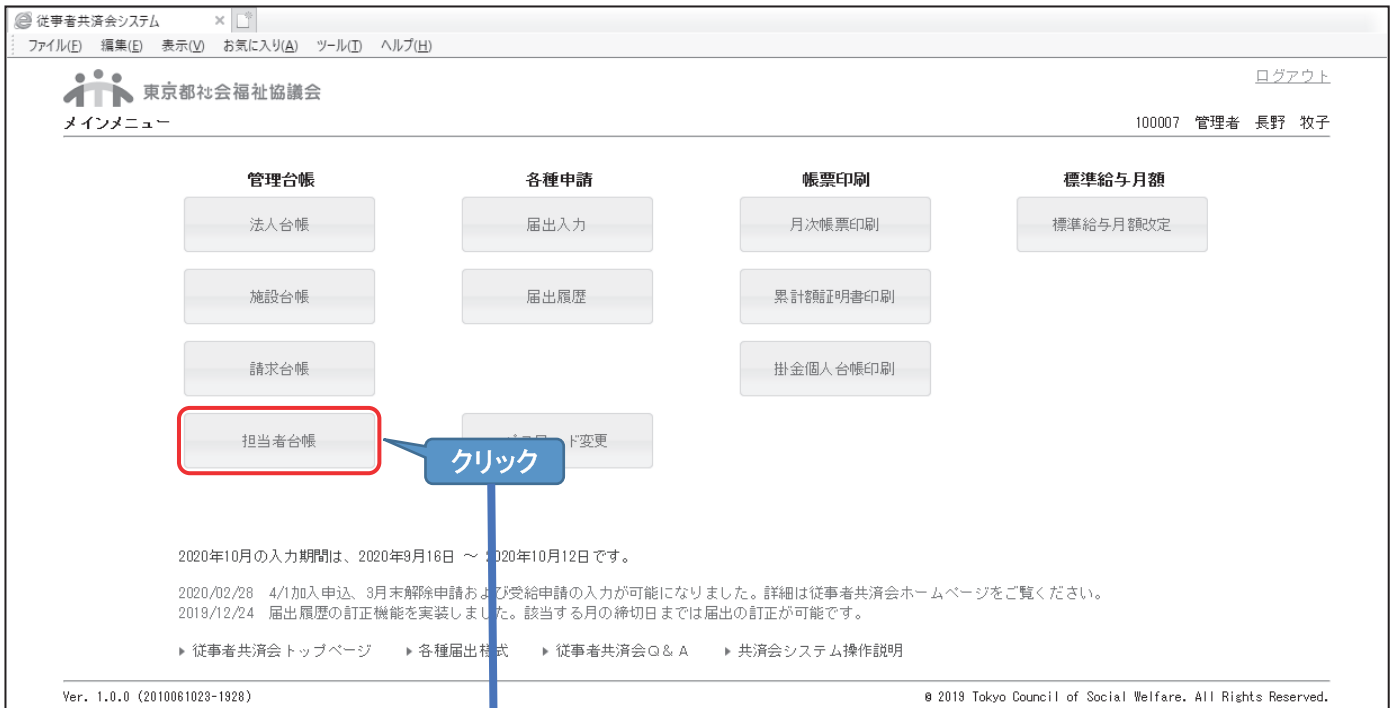 従事者共済会システム
ファイル(F) 編集(E) 表示(V) お気に入り(A) ツール(T) ヘルプ(H)
ログアウト
東京都社会福祉協議会
メインメニュー
100007 管理者 長野 牧子
管理台帳 各種申請 帳票印刷 標準給与月額
法人台帳 届出入力 月次帳票印刷 標準給与月額改定
施設台帳 届出履歴 累計額証明書印刷
請求台帳 掛金個人台帳印刷
担当者台帳 ド変更
クリック
2020年10月の入力期間は、2020年9月16日 ～ 2020年10月12日です。
2020/02/28 4/1加入申込、3月末解除申請および受給申請の入力が可能になりました。詳細は従事者共済会ホームページをご覧ください。
2019/12/24 届出履歴の訂正機能を実装しました。該当する月の締切日までは届出の訂正が可能です。
従事者共済会トップページ 各種届出様式 従事者共済会Q&A 共済会システム操作説明
Ver. 1.0.0 (2010061023-1928)
@ 2019 Tokyo Council of Social Welfare. All Rights Reserved.